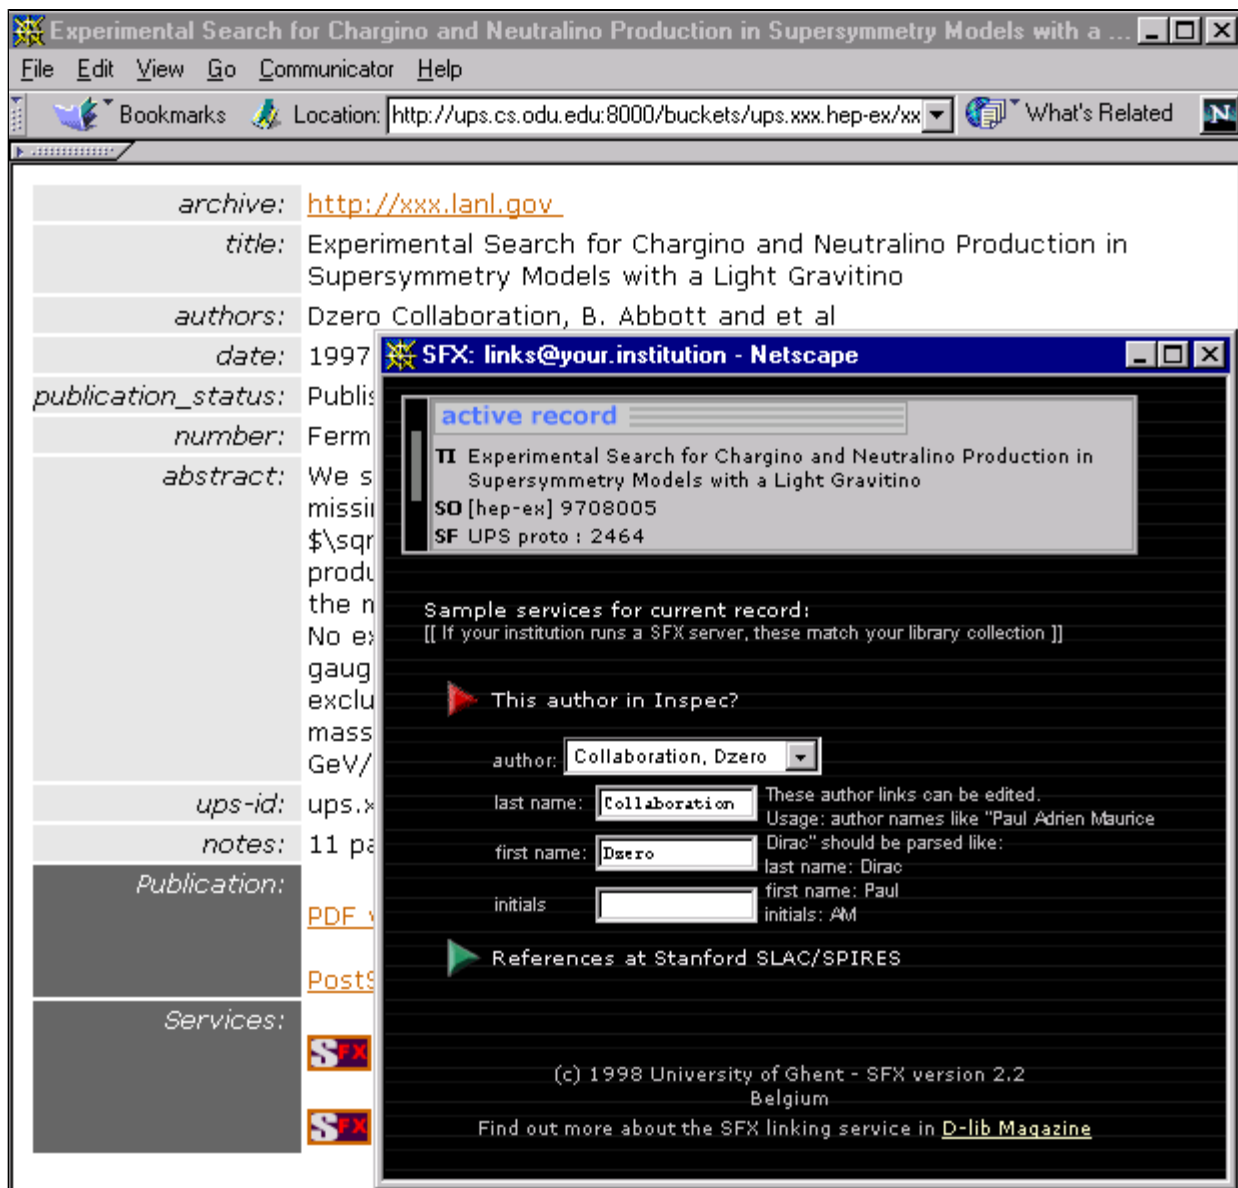 Experimental Search for Chargino and Neutralino Production in Supersymmetry Models with a ...
File Edit View Go Communicator Help
Bookmarks Location: http://ups.cs.odu.edu:8000/buckets/ups.xxx.hep-ex/xx What's Related N
archive: http://xxx.lanl.gov
title: Experimental Search for Chargino and Neutralino Production in
Supersymmetry Models with a Light Gravitino
authors: Dzero Collaboration, B. Abbott and et al
date: 1997
publication_status: Publis
number: Ferm
abstract: We s
missin
$\sqr
produ
the m
No ex
gaug
exclu
mass
GeV/
ups-id: ups.x
notes: 11 pa
Publication:
PDF v
PostS
Services:
SFX
SFX
SFX: links@your.institution - Netscape
active record
TI Experimental Search for Chargino and Neutralino Production in
Supersymmetry Models with a Light Gravitino
SO [hep-ex] 9708005
SF UPS proto : 2464
Sample services for current record:
[[ If your institution runs a SFX server, these match your library collection ]]
This author in Inspec?
author: Collaboration, Dzero
last name: Collaboration
first name: Dzero
initials
These author links can be edited.
Usage: author names like "Paul Adrien Maurice
Dirac" should be parsed like:
last name: Dirac
first name: Paul
initials: AM
References at Stanford SLAC/SPIRES
(c) 1998 University of Ghent - SFX version 2.2
Belgium
Find out more about the SFX linking service in D-lib Magazine